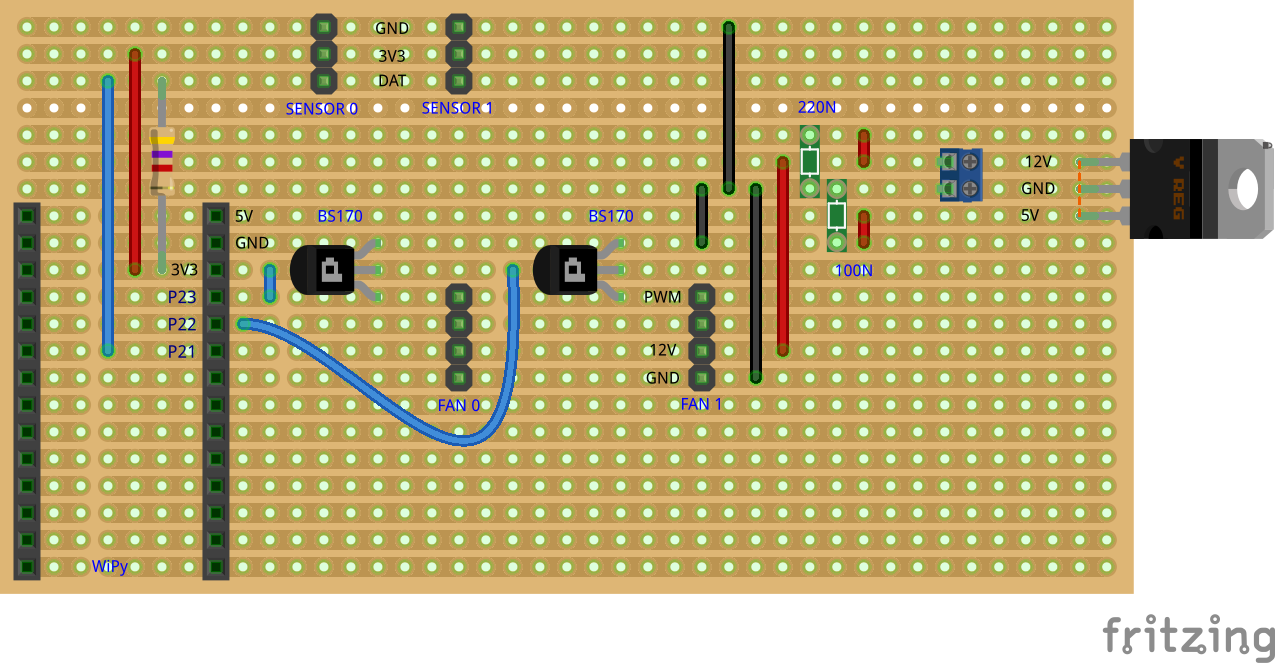 GND
3V3
DAT
SENSOR 0
SENSOR 1
220N
12V
GND
5V
V REG
5V
BS170
BS170
GND
3V3
100N
P23
PWM
P22
P21
12V
GND
FAN 0
FAN 1
WiPy
fritzing